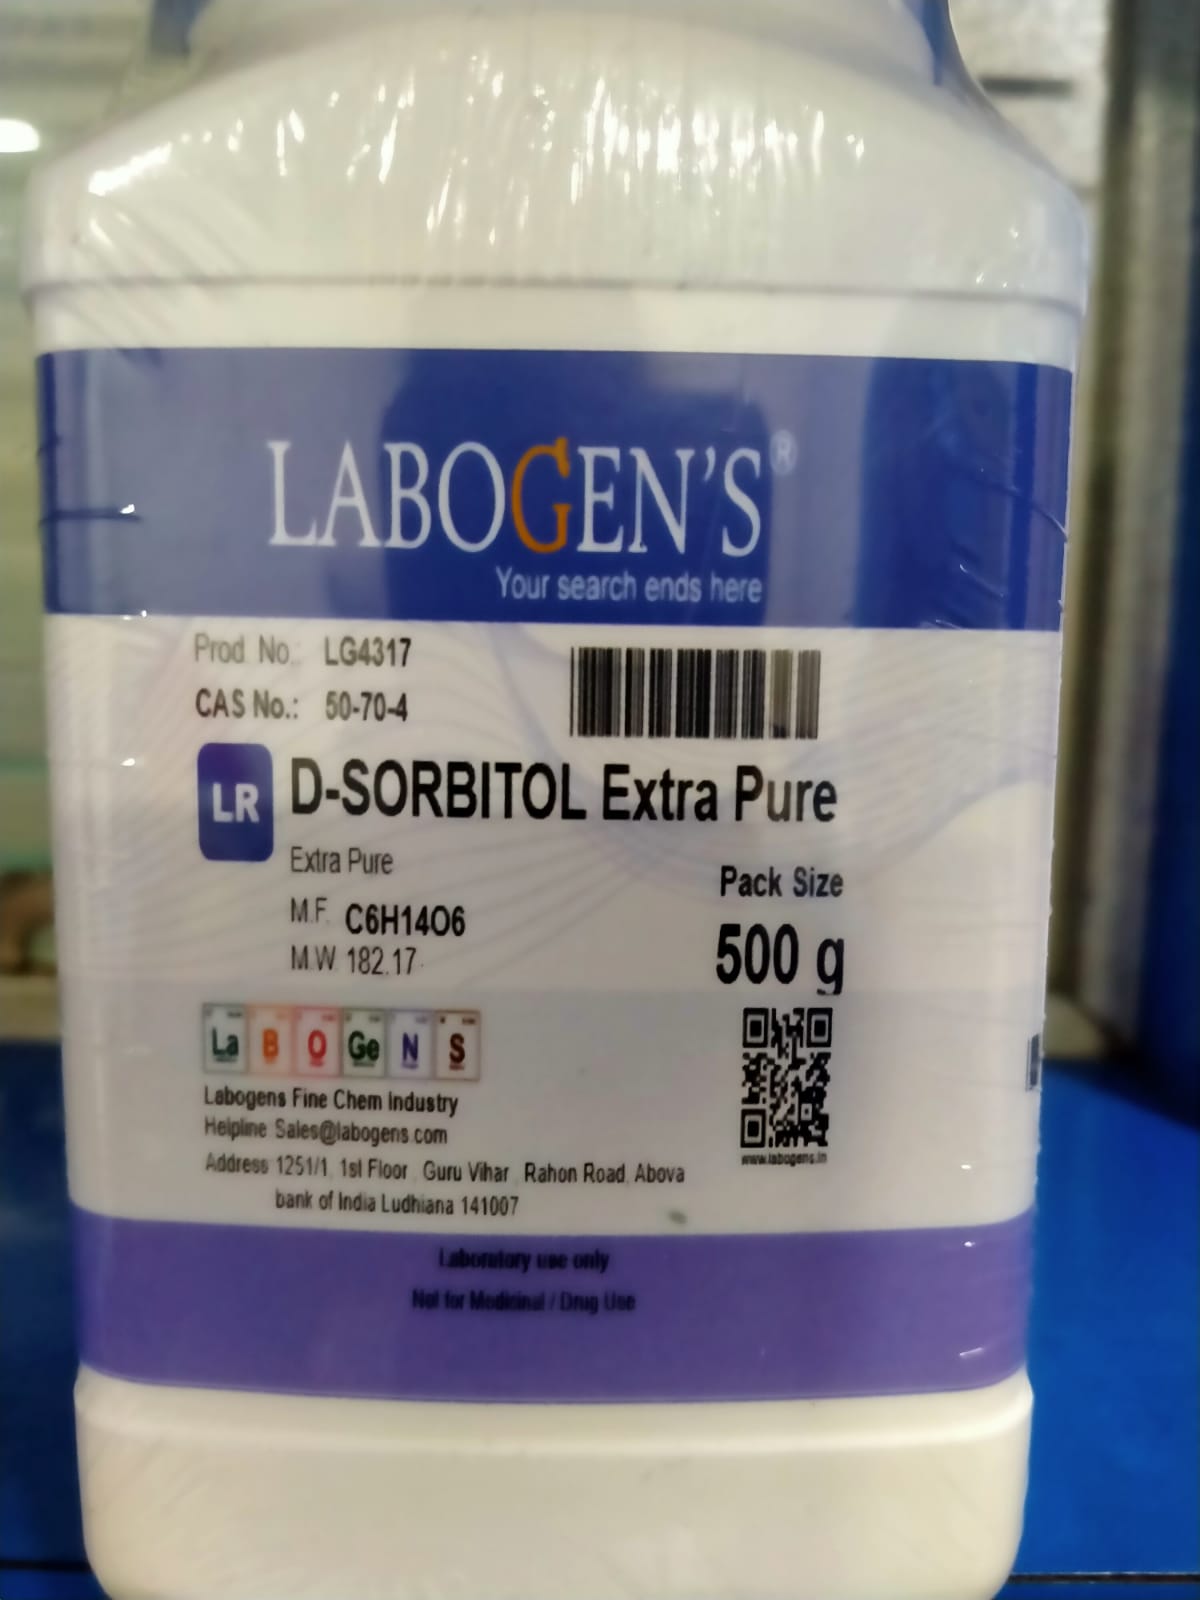 LABOGEN'S®
Your search ends here
Prod No.: LG4317
CAS No.: 50-70-4
LR
D-SORBITOL Extra Pure
Extra Pure
M.F. C6H14O6
M.W. 182.17
Pack Size
500 g
La B O Ge N S
www.labogens.in
Labogens Fine Chem Industry
Helpline Sales@labogens.com
Address 1251/1, 1st Floor, Guru Vihar, Rahon Road, Abova
bank of India Ludhiana 141007
Laboratory use only
Not for Medicinal / Drug Use